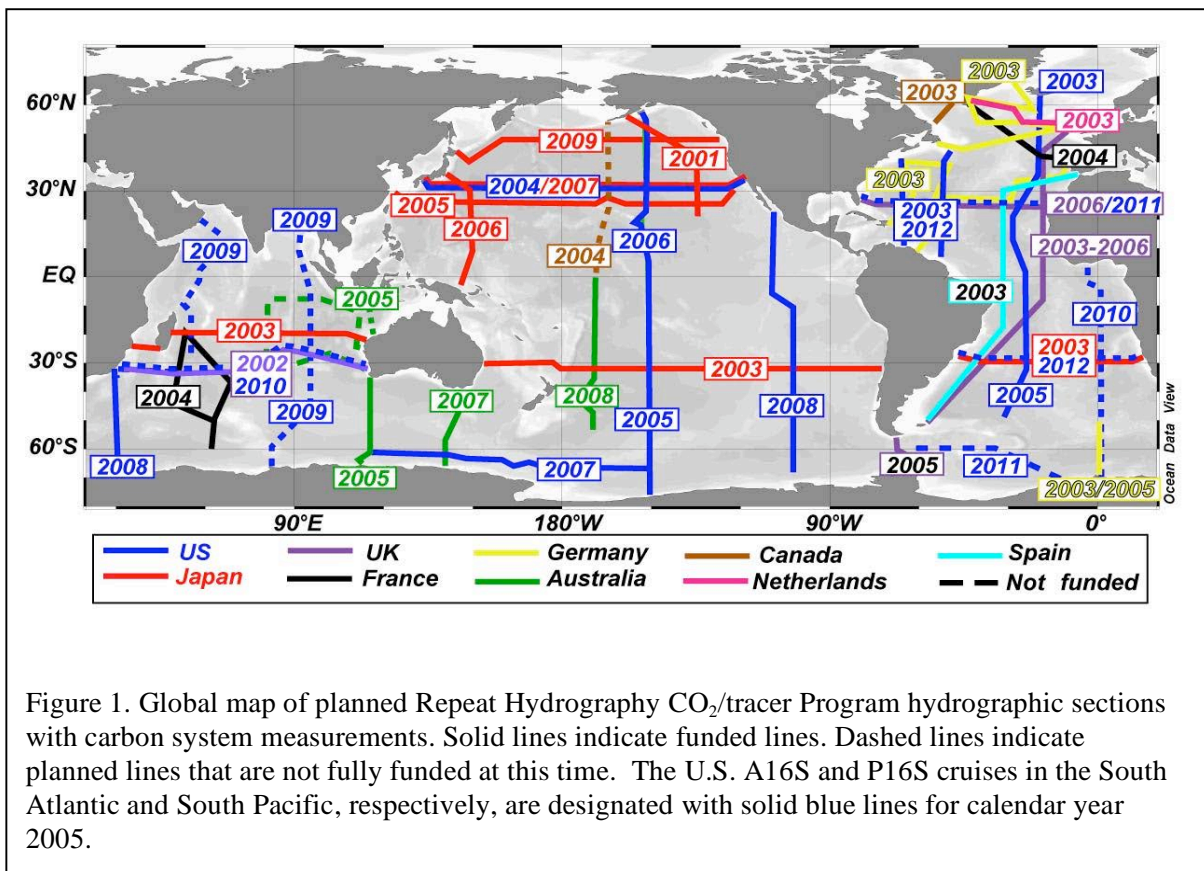 60°N
30°N
EQ
30°S
60°S
2003
2003
2003
2003
2004
2009
2001
2003
2004/2007
2005
2006
2004
2006
2003
2012
2006/2011
2003-2006
2009
2009
2005
2003
2010
2003
2002
2010
2004
2009
2003
2012
2008
2007
2005
2008
2005
2008
2005
2007
2005
2011
2003/2005
90°E
180°W
90°W
0°
Ocean Data View
US
UK
Germany
Canada
Spain
Japan
France
Australia
Netherlands
Not funded
Figure 1. Global map of planned Repeat Hydrography CO₂/tracer Program hydrographic sections
with carbon system measurements. Solid lines indicate funded lines. Dashed lines indicate
planned lines that are not fully funded at this time. The U.S. A16S and P16S cruises in the South
Atlantic and South Pacific, respectively, are designated with solid blue lines for calendar year
2005.